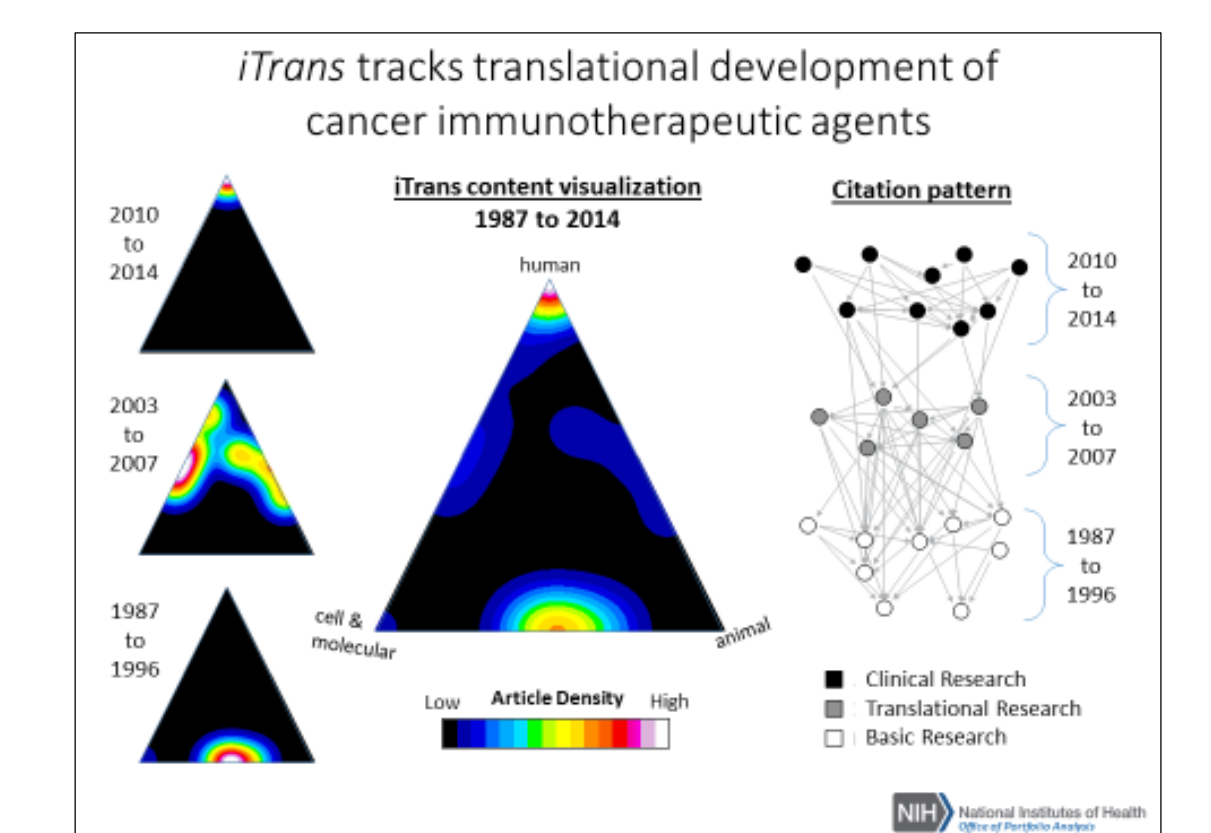 iTrans tracks translational development of
cancer immunotherapeutic agents
2010
to
2014
2003
to
2007
1987
to
1996
iTrans content visualization
1987 to 2014
human
cell &
molecular
animal
Low Article Density High
Citation pattern
2010
to
2014
2003
to
2007
1987
to
1996
Clinical Research
Translational Research
Basic Research
NIH National Institutes of Health
Office of Portfolio Analysis